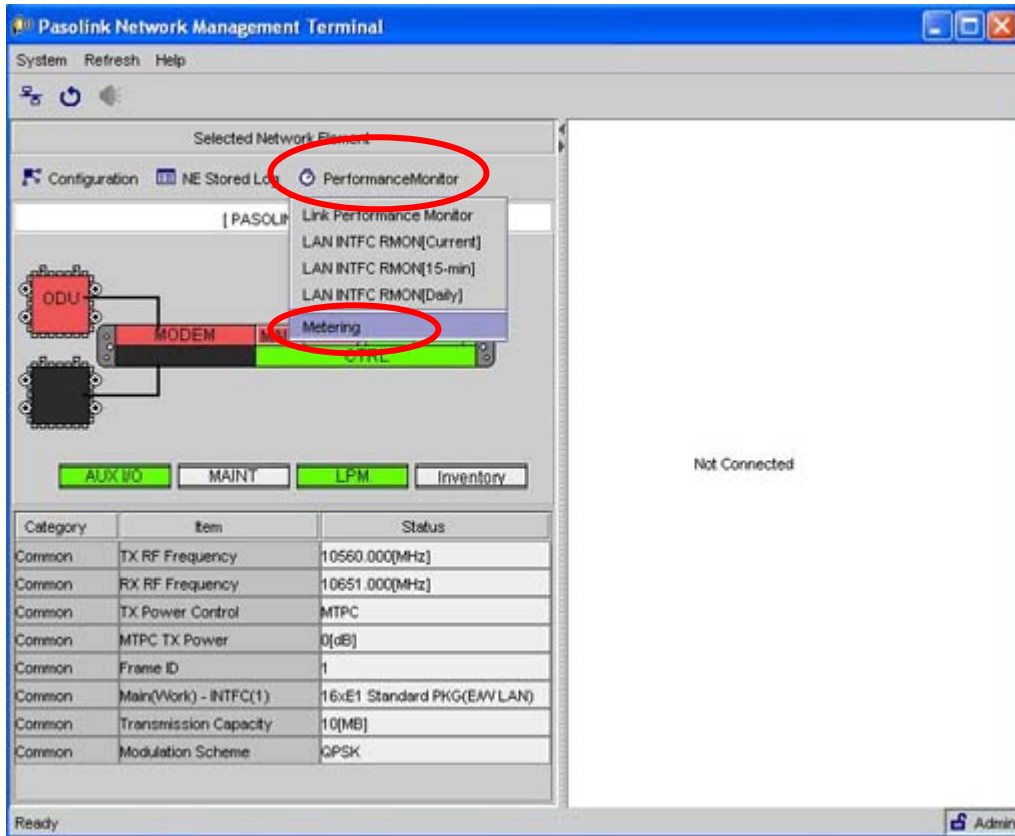 Pasolink Network Management Terminal
System Refresh Help
Selected Network Element
Configuration NE Stored Log PerformanceMonitor
[ PASOLIN
Link Performance Monitor
LAN INTFC RMON[Current]
LAN INTFC RMON[15-min]
LAN INTFC RMON[Daily]
Metering
ODU
MODEM
CTRL
AUX I/O MAINT LPM Inventory
Not Connected
Category Item Status
Common TX RF Frequency 10560.000[MHz]
Common RX RF Frequency 10651.000[MHz]
Common TX Power Control MTPC
Common MTPC TX Power 0[dB]
Common Frame ID 1
Common Main(Work) - INTFC(1) 16xE1 Standard PKG(E/W LAN)
Common Transmission Capacity 10[MB]
Common Modulation Scheme QPSK
Ready Admin